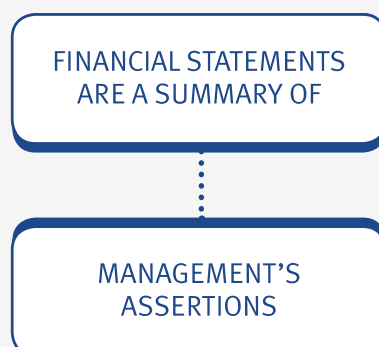 FINANCIAL STATEMENTS
ARE A SUMMARY OF
MANAGEMENT’S
ASSERTIONS